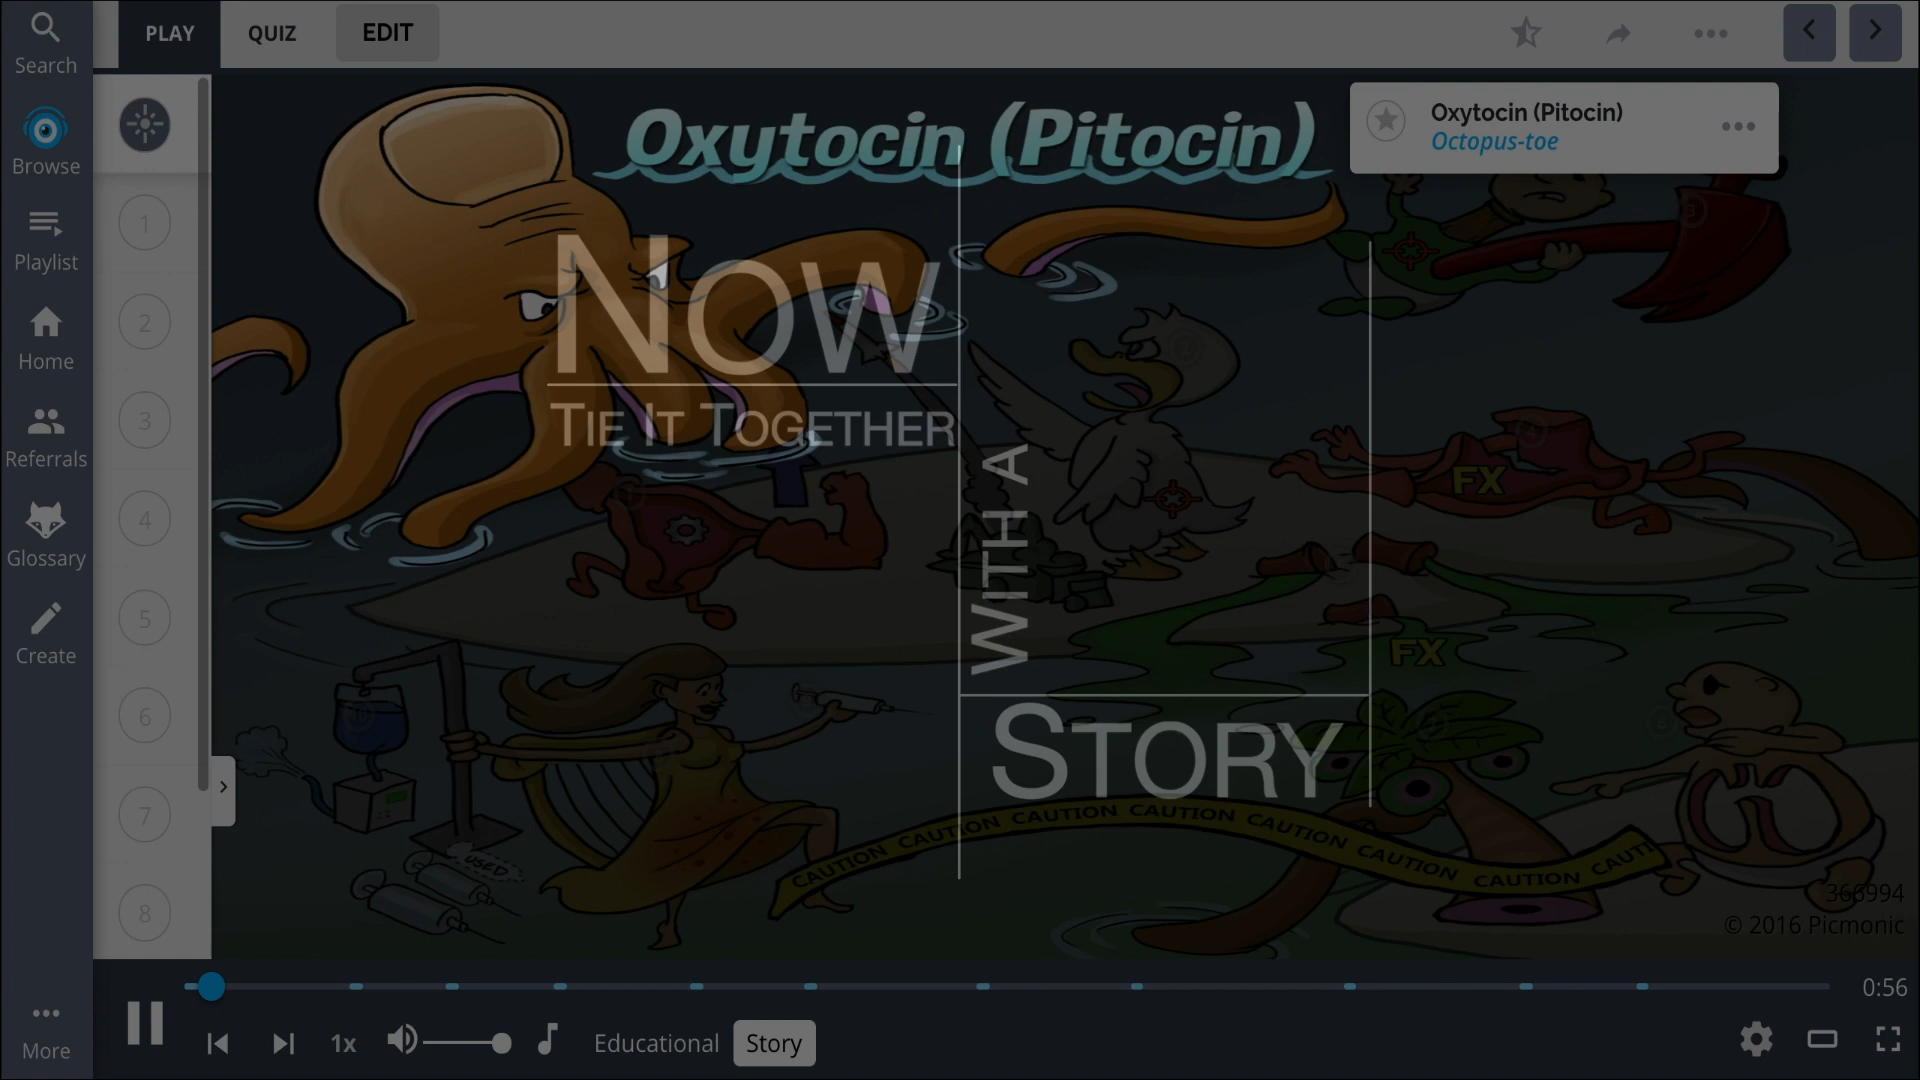 Search
Browse
Playlist
Home
Referrals
Glossary
Create
More
PLAY
QUIZ
EDIT
1
2
3
4
5
6
7
8
Oxytocin (Pitocin)
Oxytocin (Pitocin)
Octopus-toe
NOW
TIE IT TOGETHER
WITH A
STORY
FX
FX
USED
CAUTION CAUTION CAUTION CAUTION CAUTION CAUTION CAUTION CAUTI
366994
© 2016 Picmonic
0:56
1x
Educational
Story